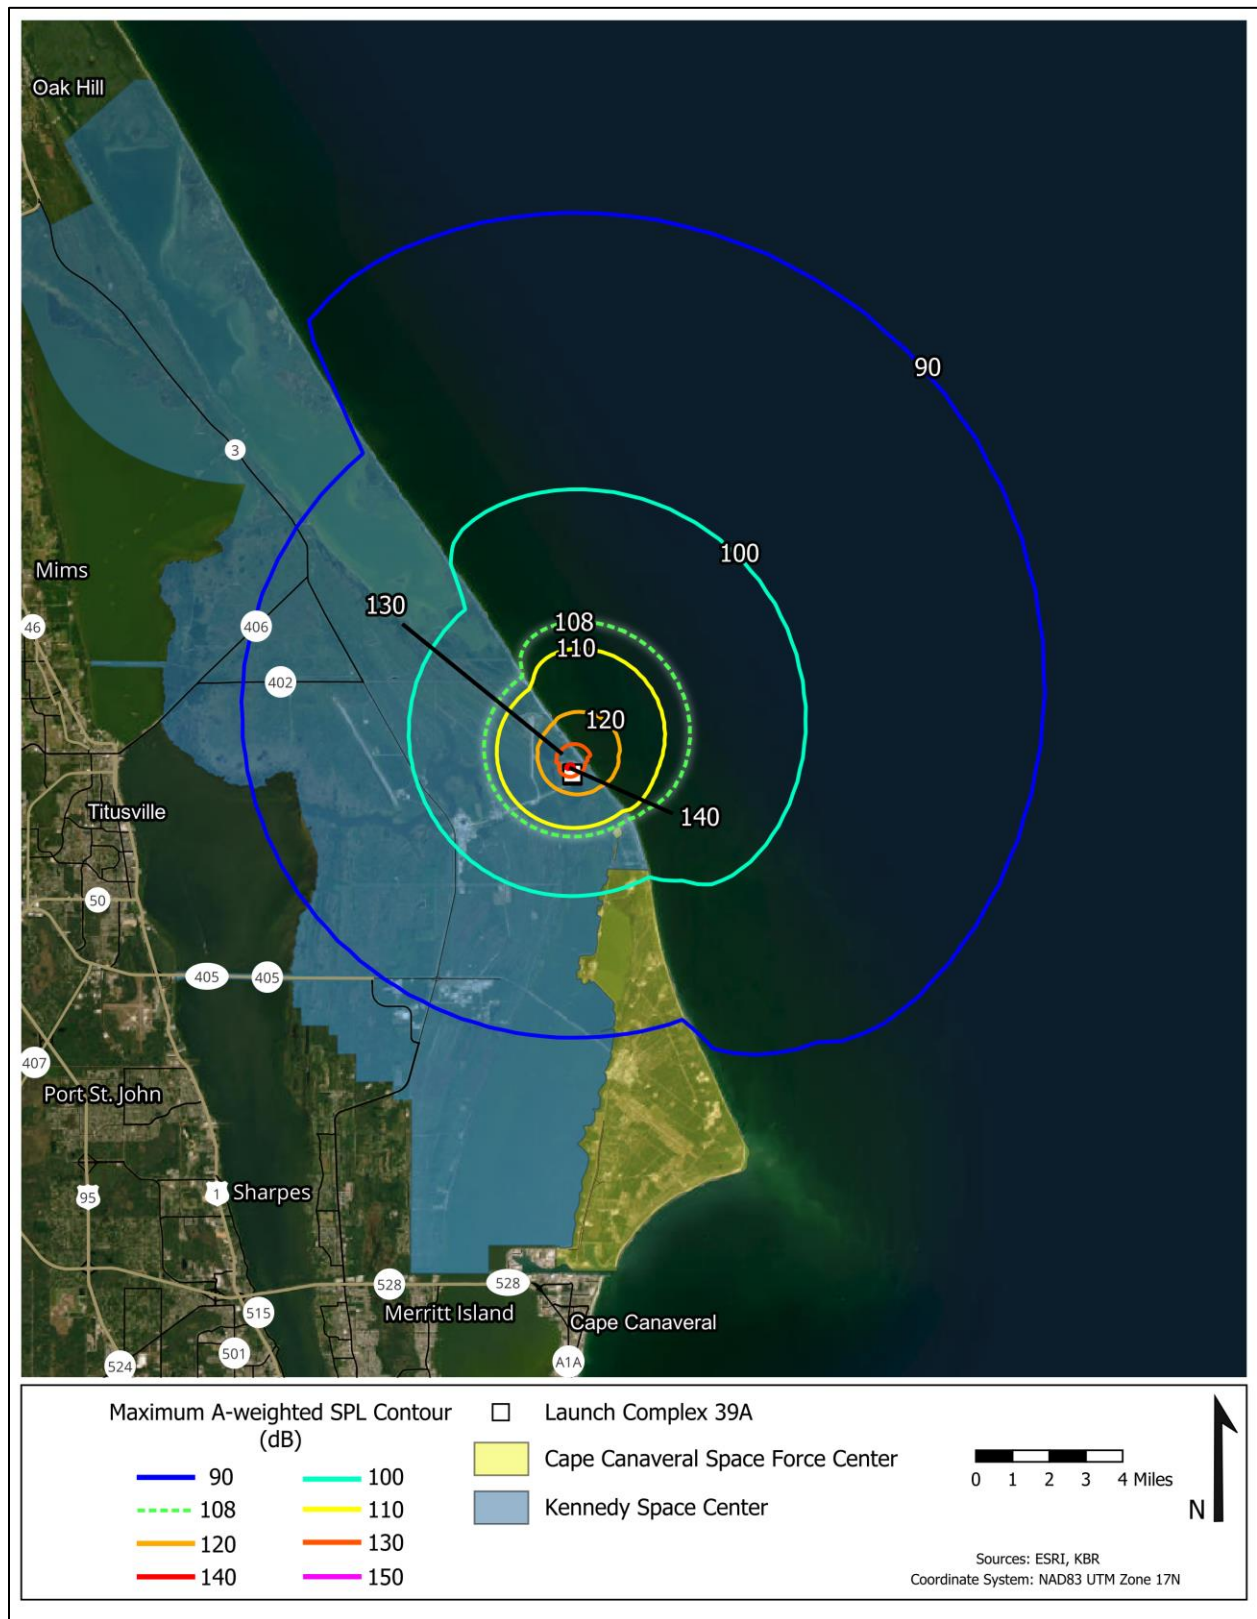 Oak Hill
90
3
100
Mims
130
108
46
406
110
402
120
140
Titusville
50
405
405
407
Port St. John
95
1
Sharpes
528
528
Merritt Island
515
Cape Canaveral
501
524
A1A
Maximum A-weighted SPL Contour
(dB)
90
100
108
110
120
130
140
150
Launch Complex 39A
Cape Canaveral Space Force Center
Kennedy Space Center
0 1 2 3 4 Miles
N
Sources: ESRI, KBR
Coordinate System: NAD83 UTM Zone 17N